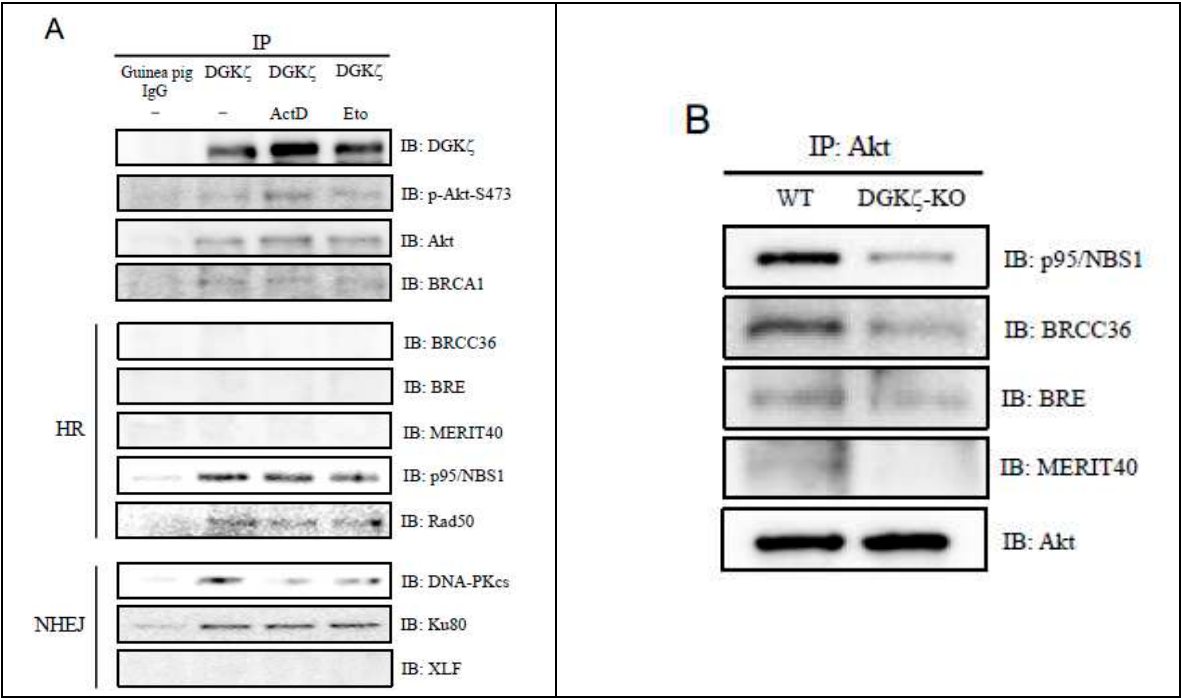 A
IP
Guinea pig IgG DGKζ DGKζ DGKζ
– – ActD Eto
IB: DGKζ
IB: p-Akt-S473
IB: Akt
IB: BRCA1
HR
IB: BRCC36
IB: BRE
IB: MERIT40
IB: p95/NBS1
IB: Rad50
NHEJ
IB: DNA-PKcs
IB: Ku80
IB: XLF
B
IP: Akt
WT DGKζ-KO
IB: p95/NBS1
IB: BRCC36
IB: BRE
IB: MERIT40
IB: Akt